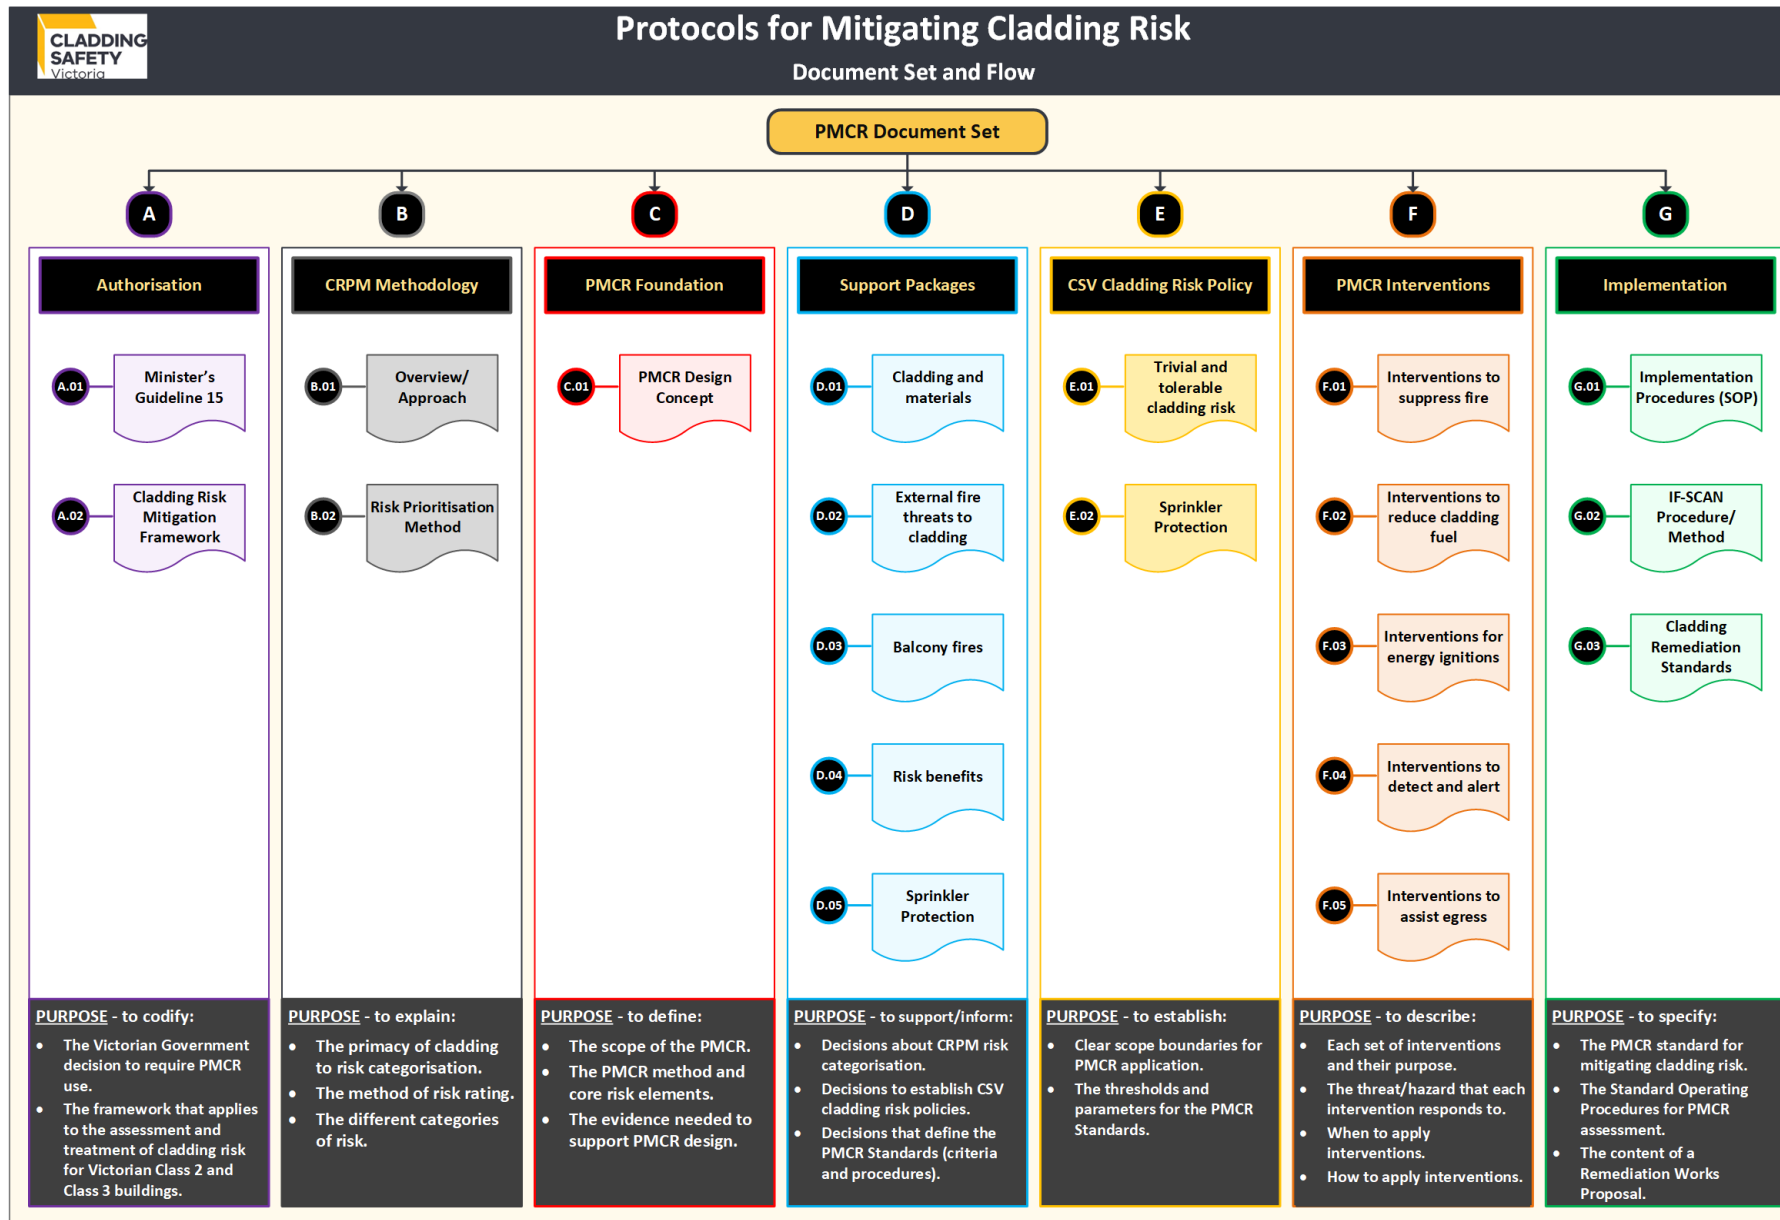 CLADDING
SAFETY
Victoria
Protocols for Mitigating Cladding Risk
Document Set and Flow
PMCR Document Set
A
B
C
D
E
F
G
Authorisation
CRPM Methodology
PMCR Foundation
Support Packages
CSV Cladding Risk Policy
PMCR Interventions
Implementation
A.01
Minister's
Guideline 15
A.02
Cladding Risk
Mitigation
Framework
B.01
Overview/
Approach
B.02
Risk Prioritisation
Method
C.01
PMCR Design
Concept
D.01
Cladding and
materials
D.02
External fire
threats to
cladding
D.03
Balcony fires
D.04
Risk benefits
D.05
Sprinkler
Protection
E.01
Trivial and
tolerable
cladding risk
E.02
Sprinkler
Protection
F.01
Interventions to
suppress fire
F.02
Interventions to
reduce cladding
fuel
F.03
Interventions for
energy ignitions
F.04
Interventions to
detect and alert
F.05
Interventions to
assist egress
G.01
Implementation
Procedures (SOP)
G.02
IF-SCAN
Procedure/
Method
G.03
Cladding
Remediation
Standards
PURPOSE - to codify:
• The Victorian Government
decision to require PMCR
use.
• The framework that applies
to the assessment and
treatment of cladding risk
for Victorian Class 2 and
Class 3 buildings.
PURPOSE - to explain:
• The primacy of cladding
to risk categorisation.
• The method of risk rating.
• The different categories
of risk.
PURPOSE - to define:
• The scope of the PMCR.
• The PMCR method and
core risk elements.
• The evidence needed to
support PMCR design.
PURPOSE - to support/inform:
• Decisions about CRPM risk
categorisation.
• Decisions to establish CSV
cladding risk policies.
• Decisions that define the
PMCR Standards (criteria
and procedures).
PURPOSE - to establish:
• Clear scope boundaries for
PMCR application.
• The thresholds and
parameters for the PMCR
Standards.
PURPOSE - to describe:
• Each set of interventions
and their purpose.
• The threat/hazard that each
intervention responds to.
• When to apply
interventions.
• How to apply interventions.
PURPOSE - to specify:
• The PMCR standard for
mitigating cladding risk.
• The Standard Operating
Procedures for PMCR
assessment.
• The content of a
Remediation Works
Proposal.